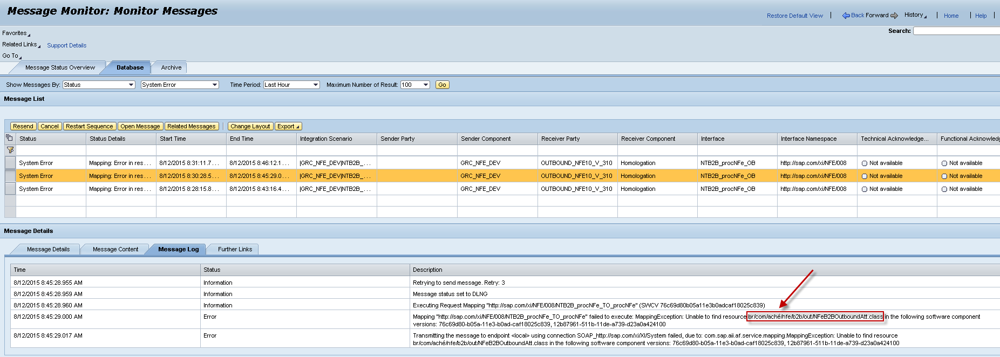 Message Monitor: Monitor Messages
Restore Default View | Back Forward History | Home | Help |
Favorites
Search:
Related Links Support Details
Go To
Message Status Overview Database Archive
Show Messages By: Status System Error Time Period: Last Hour Maximum Number of Result: 100 Go
Message List
Resend Cancel Restart Sequence Open Message Related Messages Change Layout Export
Status Status Details Start Time End Time Integration Scenario Sender Party Sender Component Receiver Party Receiver Component Interface Interface Namespace Technical Acknowledge... Functional Acknowledg
System Error Mapping: Error in res... 8/12/2015 8:31:11.7... 8/12/2015 8:46:12.1... |GRC_NFE_DEV|NTB2B_... GRC_NFE_DEV OUTBOUND_NFE10_V_310 Homologation NTB2B_procNFe_OB http://sap.com/xi/NFE/008 Not available Not available
System Error Mapping: Error in res... 8/12/2015 8:30:28.5... 8/12/2015 8:45:29.0... |GRC_NFE_DEV|NTB2B_... GRC_NFE_DEV OUTBOUND_NFE10_V_310 Homologation NTB2B_procNFe_OB http://sap.com/xi/NFE/008 Not available Not available
System Error Mapping: Error in res... 8/12/2015 8:28:15.8... 8/12/2015 8:43:16.4... |GRC_NFE_DEV|NTB2B_... GRC_NFE_DEV OUTBOUND_NFE10_V_310 Homologation NTB2B_procNFe_OB http://sap.com/xi/NFE/008 Not available Not available
Message Details
Message Details Message Content Message Log Further Links
Time Status Description
8/12/2015 8:45:28.955 AM Information Retrying to send message. Retry: 3
8/12/2015 8:45:28.959 AM Information Message status set to DLNG
8/12/2015 8:45:28.960 AM Information Executing Request Mapping "http://sap.com/xi/NFE/008/NTB2B_procNFe_TO_procNFe" (SWCV 76c69d80b05a11e3b0adcaf18025c839)
8/12/2015 8:45:29.000 AM Error Mapping "http://sap.com/xi/NFE/008/NTB2B_procNFe_TO_procNFe" failed to execute: MappingException: Unable to find resource br/com/aché/nfe/b2b/out/NFeB2BOutboundAtt.class in the following software component
versions: 76c69d80-b05a-11e3-b0ad-caf18025c839, 12b87961-511b-11de-a739-d23a0a424100
8/12/2015 8:45:29.017 AM Error Transmitting the message to endpoint <local> using connection SOAP_http://sap.com/xi/XI/System failed, due to: com.sap.aii.af.service.mapping.MappingException: Unable to find resource
br/com/aché/nfe/b2b/out/NFeB2BOutboundAtt.class in the following software component versions: 76c69d80-b05a-11e3-b0ad-caf18025c839, 12b87961-511b-11de-a739-d23a0a424100